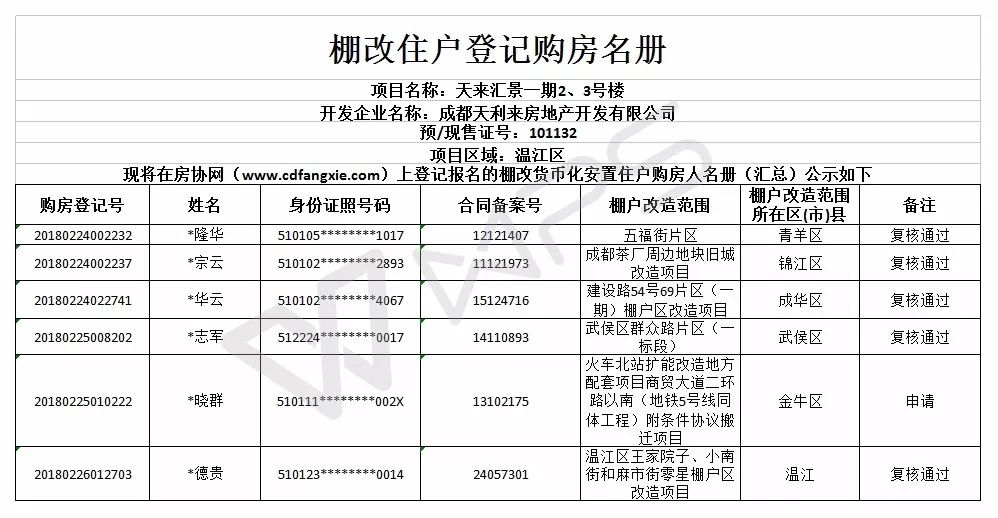 棚改住户登记购房名册
项目名称：天来汇景一期2、3号楼
开发企业名称：成都天利来房地产开发有限公司
预/现售证号：101132
项目区域：温江区
现将在房协网（www.cdfangxie.com）上登记报名的棚改货币化安置住户购房人名册（汇总）公示如下
购房登记号 姓名 身份证照号码 合同备案号 棚户改造范围 棚户改造范围
所在区(市)县 备注
20180224002232 *隆华 510105********1017 12121407 五福街片区 青羊区 复核通过
20180224002237 *宗云 510102********2893 11121973 成都茶厂周边地块旧城
改造项目 锦江区 复核通过
20180224022741 *华云 510102********4067 15124716 建设路54号69片区（一
期）棚户区改造项目 成华区 复核通过
20180225008202 *志军 512224********0017 14110893 武侯区群众路片区（一
标段） 武侯区 复核通过
20180225010222 *晓群 510111********002X 13102175 火车北站扩能改造地方
配套项目商贸大道二环
路以南（地铁5号线同
体工程）附条件协议搬
迁项目 金牛区 申请
20180226012703 *德贵 510123********0014 24057301 温江区王家院子、小南
街和麻市街零星棚户区
改造项目 温江 复核通过
WPS